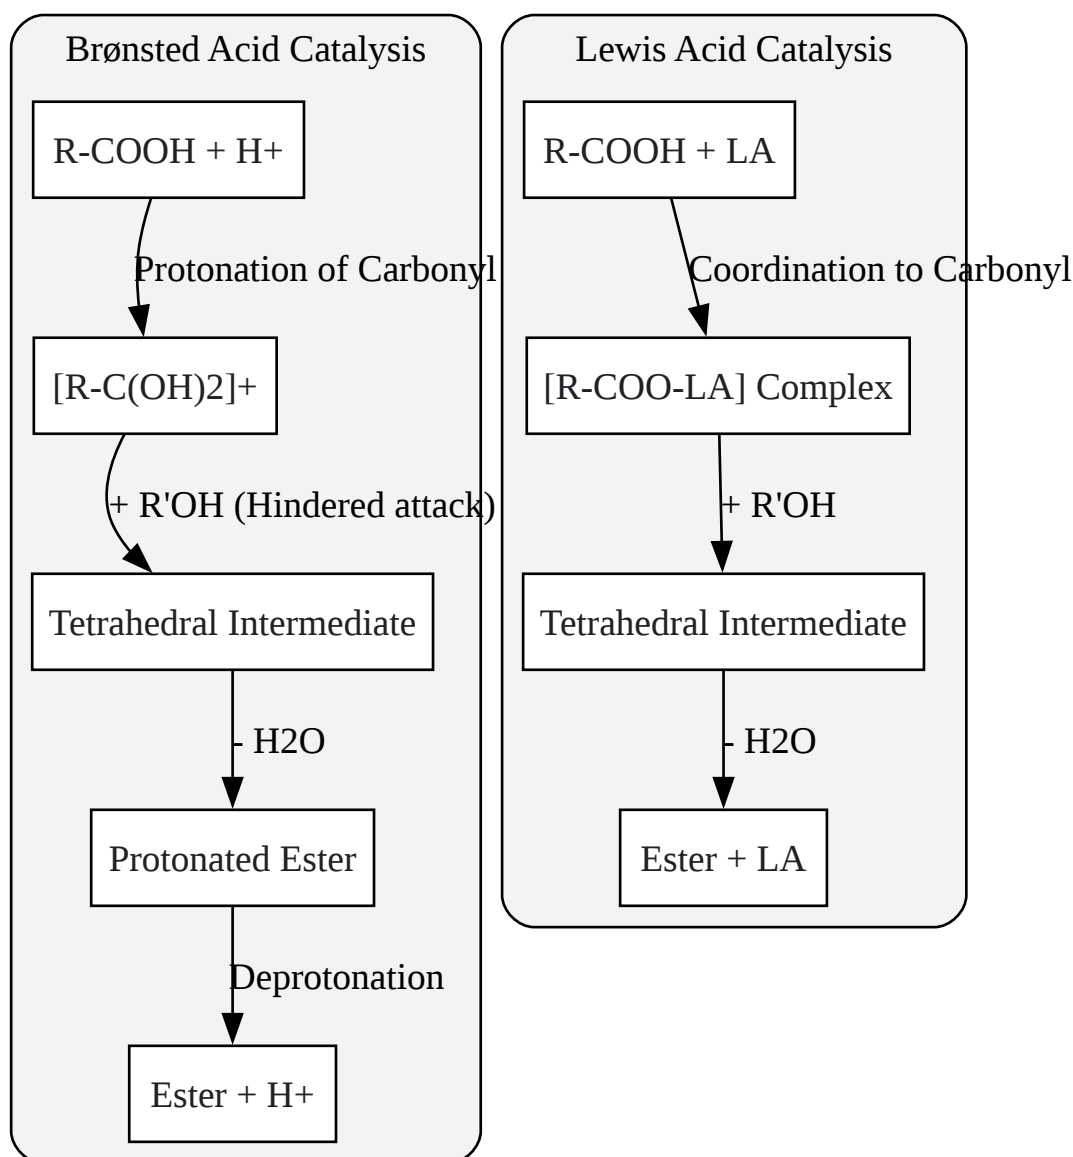 Brønsted Acid Catalysis
R-COOH + H+
Protonation of Carbonyl
[R-C(OH)2]+
+ R'OH (Hindered attack)
Tetrahedral Intermediate
- H2O
Protonated Ester
Deprotonation
Ester + H+
Lewis Acid Catalysis
R-COOH + LA
Coordination to Carbonyl
[R-COO-LA] Complex
+ R'OH
Tetrahedral Intermediate
- H2O
Ester + LA